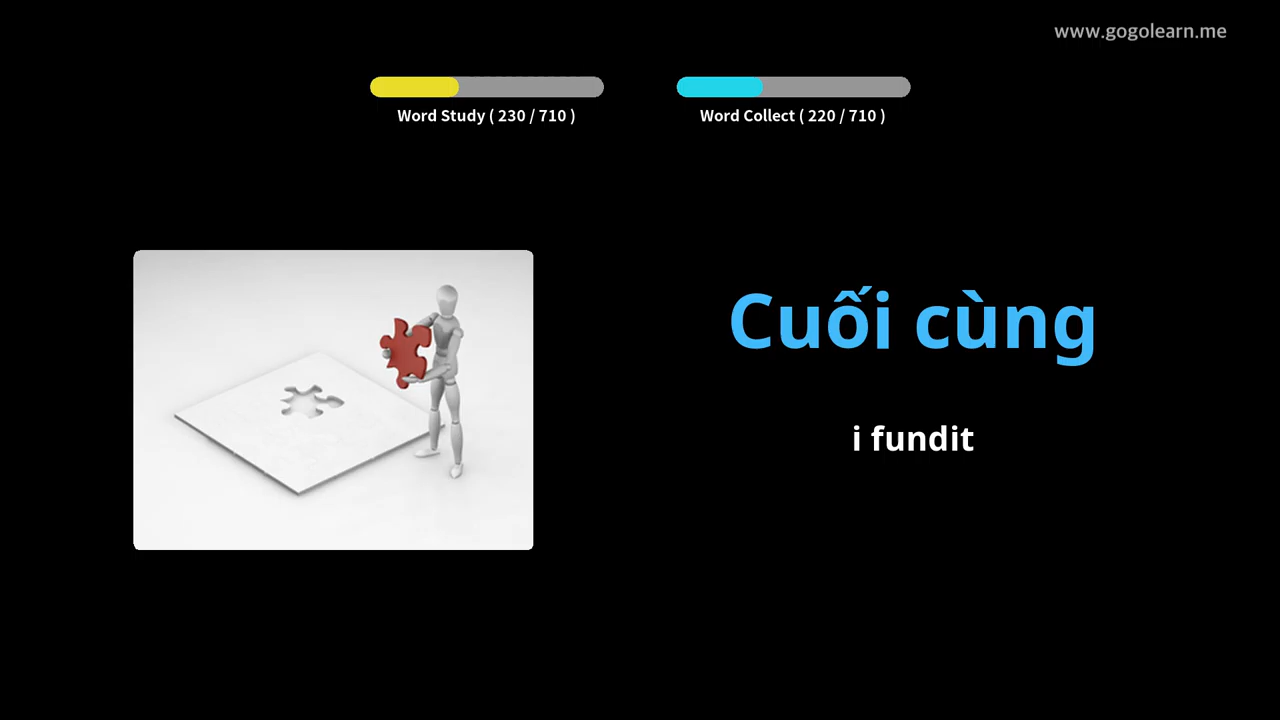 www.gogolearn.me
Word Study ( 230 / 710 )
Word Collect ( 220 / 710 )
Cuối cùng
i fundit